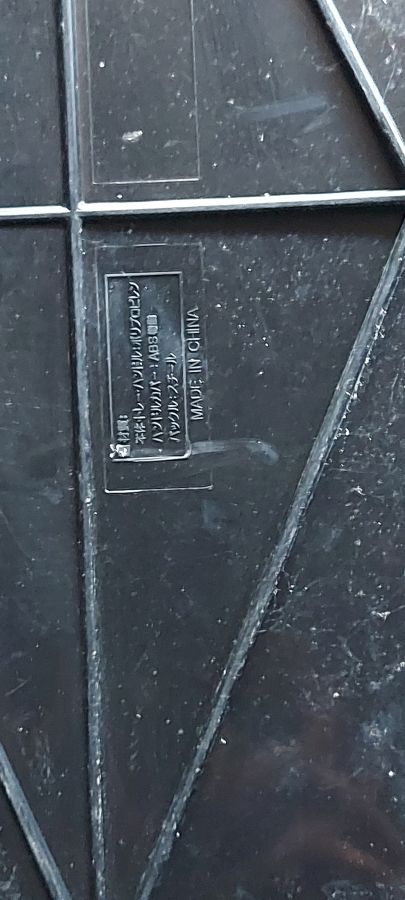 材質:
本体・トレー・ハンドル:ポリプロピレン
ハンドルカバー:ABS樹脂
バックル:スチール
MADE IN CHINA